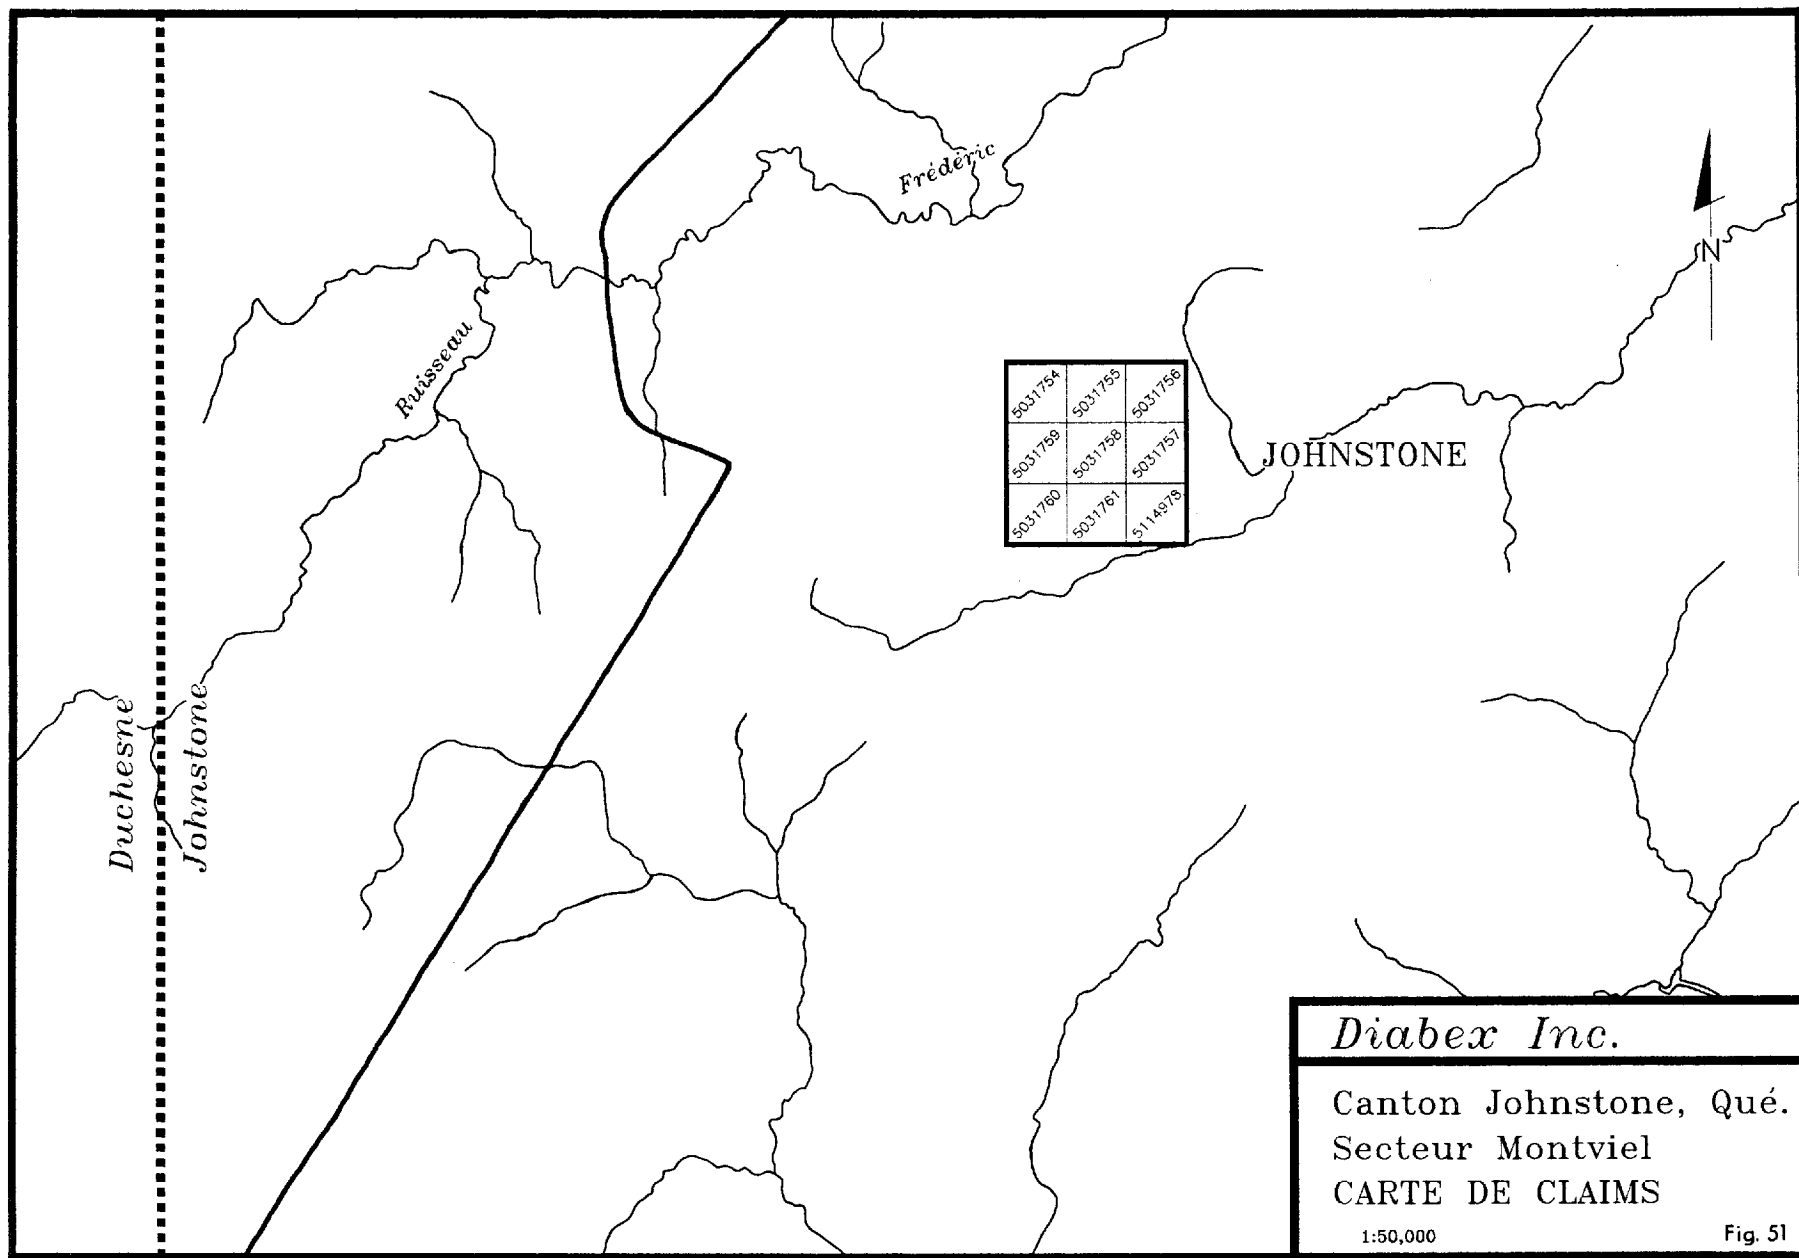 Frédéric
N
Ruisseau
5031754 5031755 5031756
5031759 5031758 5031757
5031760 5031761 5114978
JOHNSTONE
Duchesne
Johnstone
Diabex Inc.
Canton Johnstone, Qué.
Secteur Montviel
CARTE DE CLAIMS
1:50,000 Fig. 51